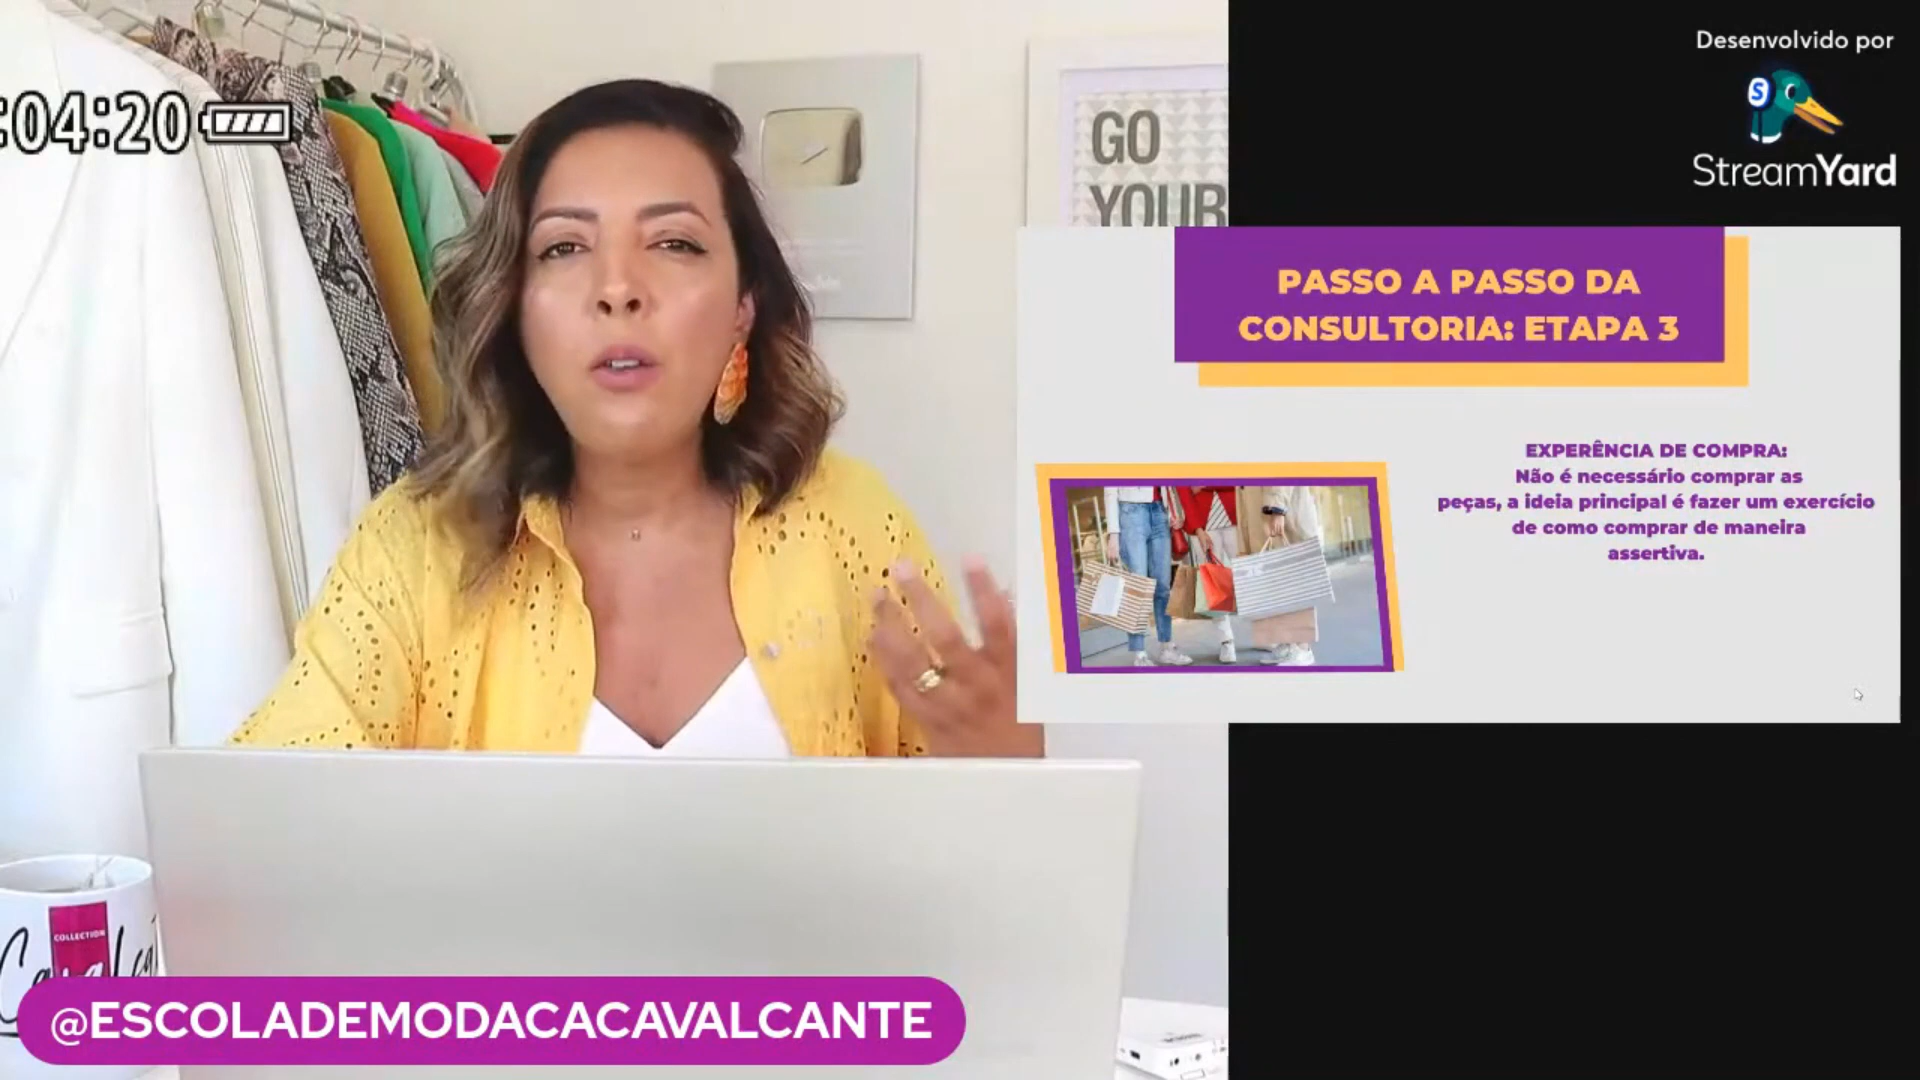 :04:20
GO
YOUR
Desenvolvido por
S
StreamYard
PASSO A PASSO DA
CONSULTORIA: ETAPA 3
EXPERÊNCIA DE COMPRA:
Não é necessário comprar as
peças, a ideia principal é fazer um exercício
de como comprar de maneira
assertiva.
COLLECTION
@ESCOLADEMODACACAVALCANTE